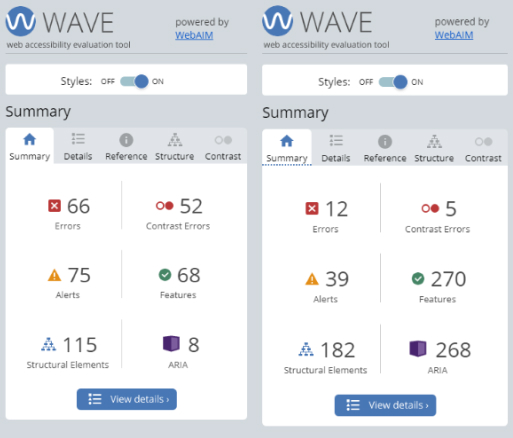 WAVE
powered by
WebAIM
web accessibility evaluation tool
Styles: OFF ON
Summary
Summary Details Reference Structure Contrast
66 52
Errors Contrast Errors
75 68
Alerts Features
115 8
Structural Elements ARIA
View details ›
WAVE
powered by
WebAIM
web accessibility evaluation tool
Styles: OFF ON
Summary
Summary Details Reference Structure Contrast
12 5
Errors Contrast Errors
39 270
Alerts Features
182 268
Structural Elements ARIA
View details ›